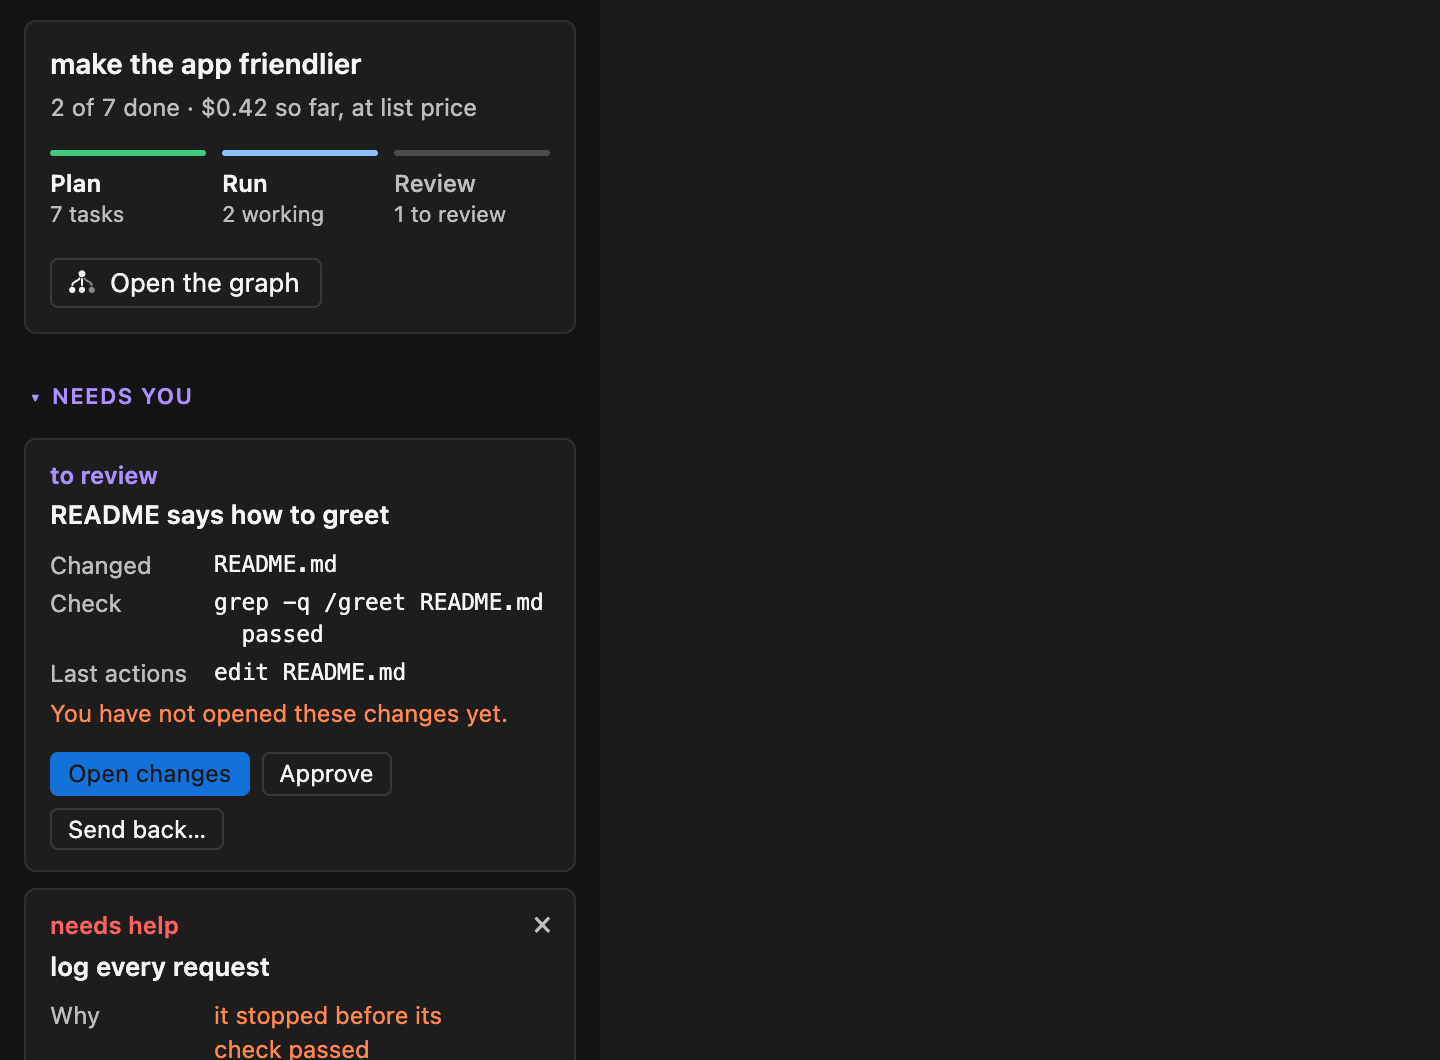 make the app friendlier
2 of 7 done · $0.42 so far, at list price
Plan
7 tasks
Run
2 working
Review
1 to review
Open the graph
NEEDS YOU
to review
README says how to greet
Changed README.md
Check grep -q /greet README.md
passed
Last actions edit README.md
You have not opened these changes yet.
Open changes Approve
Send back...
needs help
log every request
Why it stopped before its
check passed